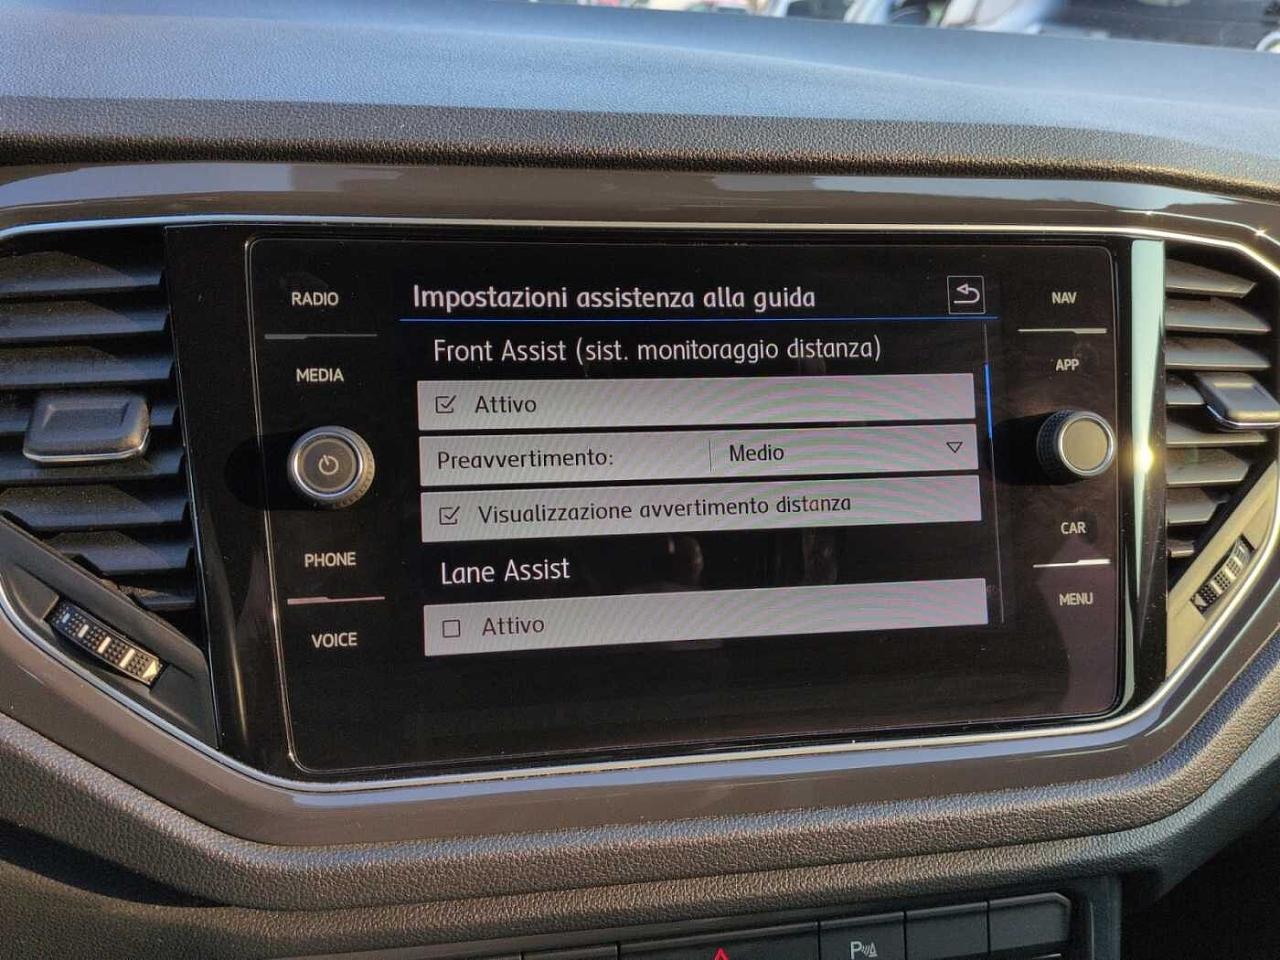 RADIO
MEDIA
PHONE
VOICE
Impostazioni assistenza alla guida
Front Assist (sist. monitoraggio distanza)
Attivo
Preavvertimento: Medio
Visualizzazione avvertimento distanza
Lane Assist
Attivo
NAV
APP
CAR
MENU
P